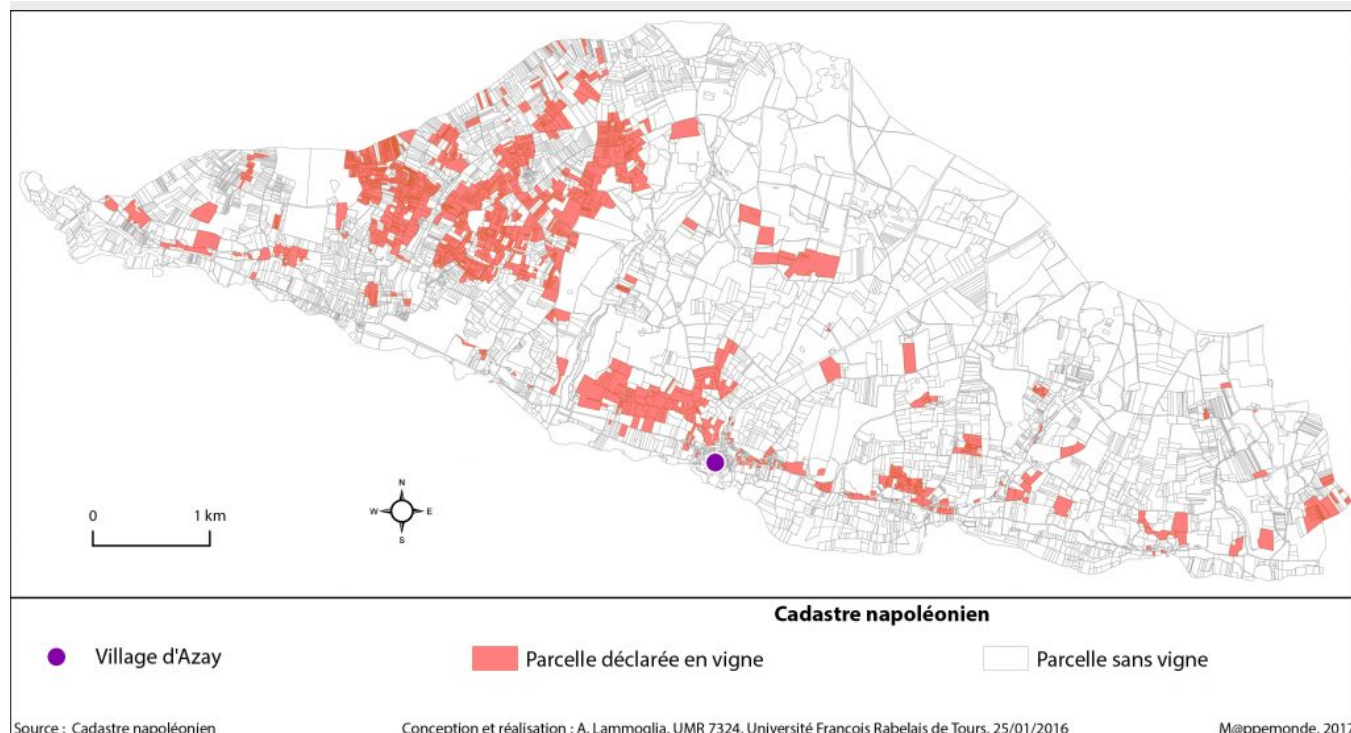 N
W E
S
0 1 km
Cadastre napoléonien
Village d'Azay
Parcelle déclarée en vigne
Parcelle sans vigne
Source : Cadastre napoléonien
Conception et réalisation : A. Lammoglia, UMR 7324, Université François Rabelais de Tours, 25/01/2016
M@ppemonde, 2017